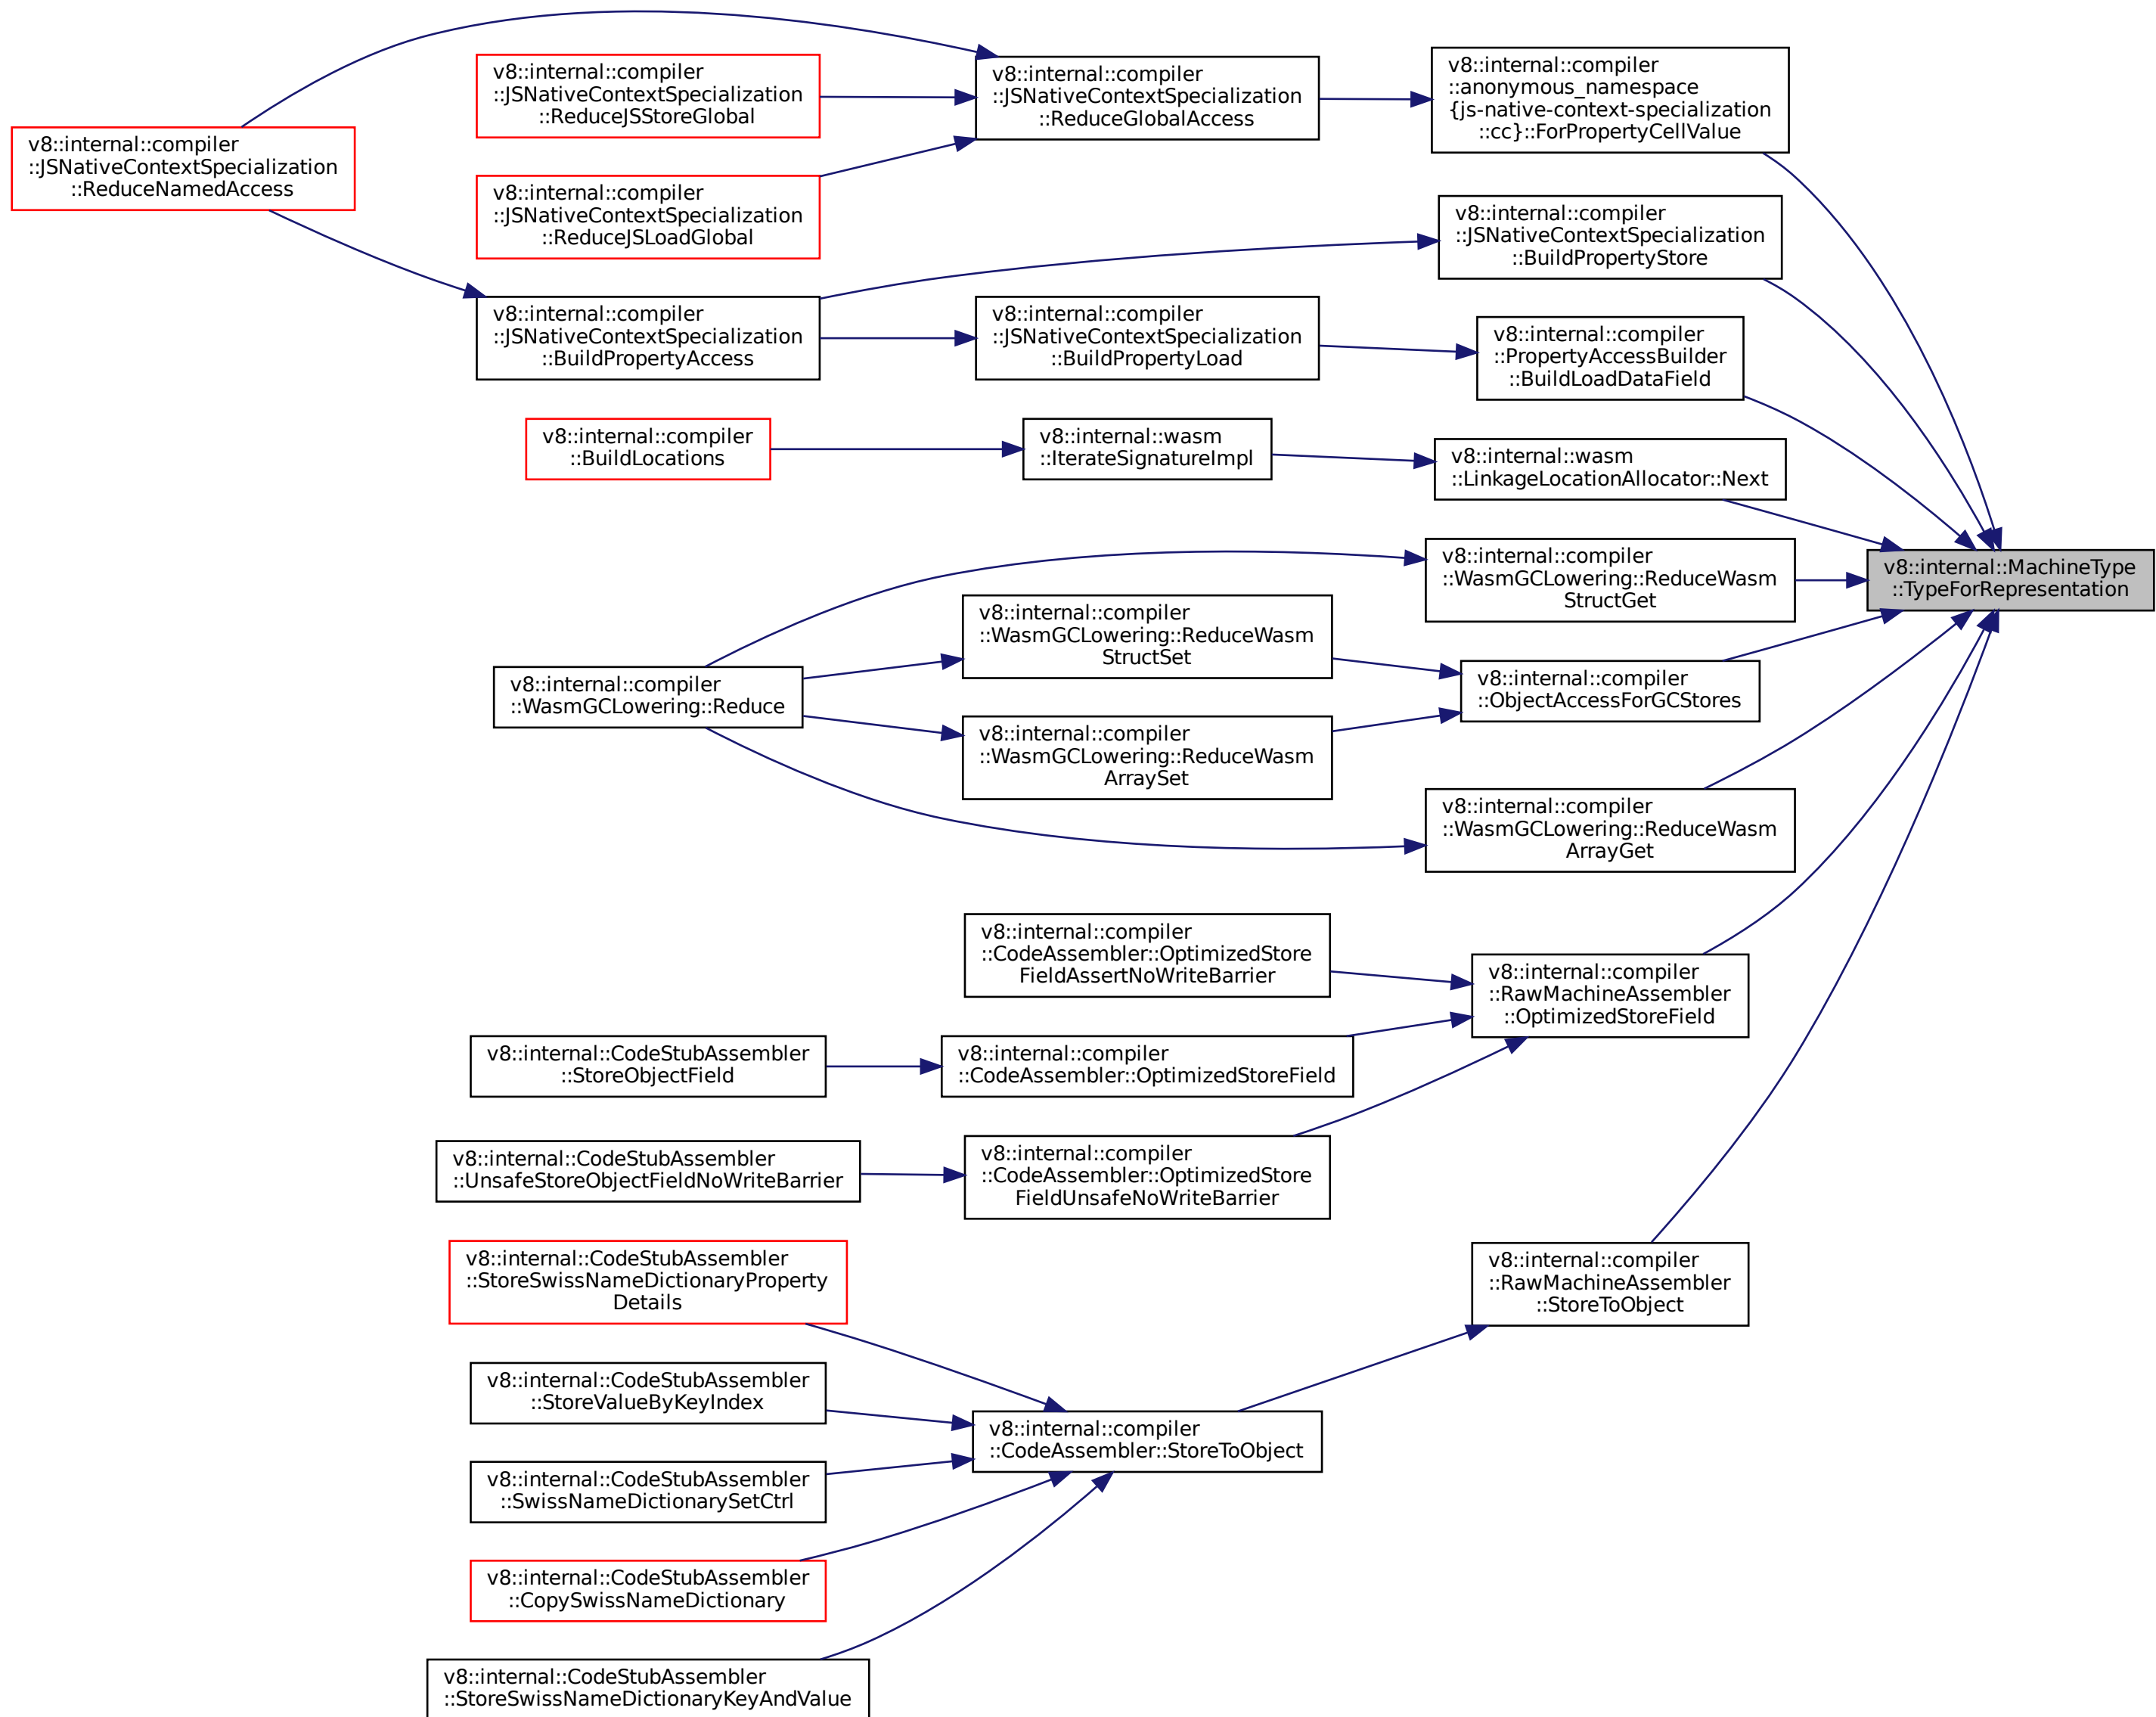 v8::internal::compiler
::JSNativeContextSpecialization
::ReduceNamedAccess
v8::internal::compiler
::JSNativeContextSpecialization
::ReduceJSStoreGlobal
v8::internal::compiler
::JSNativeContextSpecialization
::ReduceJSLoadGlobal
v8::internal::compiler
::JSNativeContextSpecialization
::BuildPropertyAccess
v8::internal::compiler
::JSNativeContextSpecialization
::ReduceGlobalAccess
v8::internal::compiler
::JSNativeContextSpecialization
::BuildPropertyLoad
v8::internal::compiler
::anonymous_namespace
{js-native-context-specialization
::cc}::ForPropertyCellValue
v8::internal::compiler
::JSNativeContextSpecialization
::BuildPropertyStore
v8::internal::compiler
::PropertyAccessBuilder
::BuildLoadDataField
v8::internal::compiler
::BuildLocations
v8::internal::wasm
::IterateSignatureImpl
v8::internal::wasm
::LinkageLocationAllocator::Next
v8::internal::MachineType
::TypeForRepresentation
v8::internal::compiler
::WasmGCLowering::ReduceWasm
StructGet
v8::internal::compiler
::WasmGCLowering::ReduceWasm
StructSet
v8::internal::compiler
::WasmGCLowering::Reduce
v8::internal::compiler
::ObjectAccessForGCStores
v8::internal::compiler
::WasmGCLowering::ReduceWasm
ArraySet
v8::internal::compiler
::WasmGCLowering::ReduceWasm
ArrayGet
v8::internal::compiler
::CodeAssembler::OptimizedStore
FieldAssertNoWriteBarrier
v8::internal::compiler
::RawMachineAssembler
::OptimizedStoreField
v8::internal::CodeStubAssembler
::StoreObjectField
v8::internal::compiler
::CodeAssembler::OptimizedStoreField
v8::internal::CodeStubAssembler
::UnsafeStoreObjectFieldNoWriteBarrier
v8::internal::compiler
::CodeAssembler::OptimizedStore
FieldUnsafeNoWriteBarrier
v8::internal::CodeStubAssembler
::StoreSwissNameDictionaryProperty
Details
v8::internal::compiler
::RawMachineAssembler
::StoreToObject
v8::internal::CodeStubAssembler
::StoreValueByKeyIndex
v8::internal::compiler
::CodeAssembler::StoreToObject
v8::internal::CodeStubAssembler
::SwissNameDictionarySetCtrl
v8::internal::CodeStubAssembler
::CopySwissNameDictionary
v8::internal::CodeStubAssembler
::StoreSwissNameDictionaryKeyAndValue